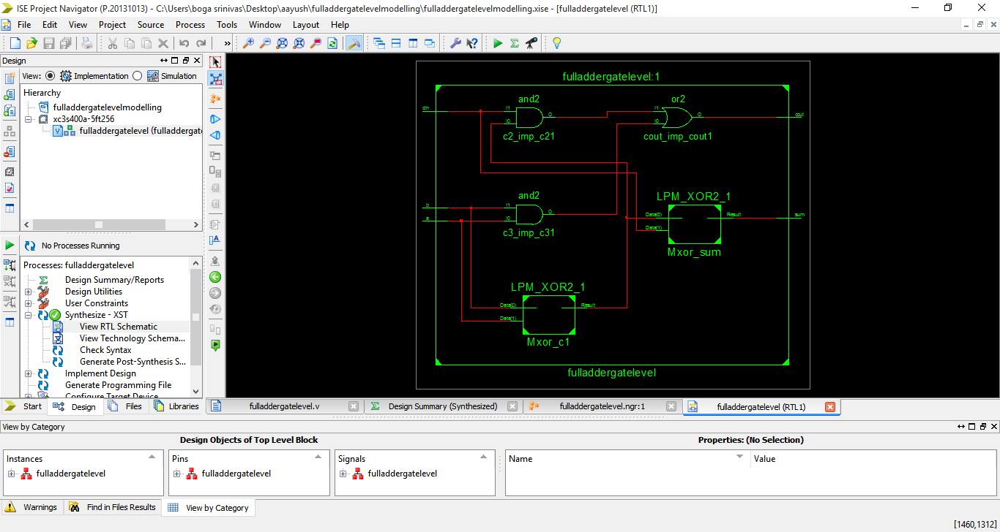 ISE Project Navigator (P.20131013) - C:\Users\boga srinivas\Desktop\aayush\fulladdergatelevelmodelling\fulladdergatelevelmodelling.xise - [fulladdergatelevel (RTL1)]
File Edit View Project Source Process Tools Window Layout Help
»
Design
View: Implementation Simulation
Hierarchy
fulladdergatelevelmodelling
xc3s400a-5ft256
V fulladdergatelevel (fulladdergate
No Processes Running
Processes: fulladdergatelevel
Design Summary/Reports
Design Utilities
User Constraints
Synthesize - XST
View RTL Schematic
View Technology Schema...
Check Syntax
Generate Post-Synthesis S...
Implement Design
Generate Programming File
Configure Target Device
Start Design Files Libraries
fulladdergatelevel:1
and2
or2
cin I1 I0 O
I1 I0 O cout
c2_imp_c21
cout_imp_cout1
and2
LPM_XOR2_1
b I1
a I0 O
Data(0) Result sum
Data(1)
c3_imp_c31
Mxor_sum
LPM_XOR2_1
Data(0) Result
Data(1)
Mxor_c1
fulladdergatelevel
fulladdergatelevel.v Design Summary (Synthesized) fulladdergatelevel.ngr:1 fulladdergatelevel (RTL1)
View by Category
Design Objects of Top Level Block Properties: (No Selection)
Instances Pins Signals Name Value
fulladdergatelevel fulladdergatelevel fulladdergatelevel
Warnings Find in Files Results View by Category
[1460,1312]